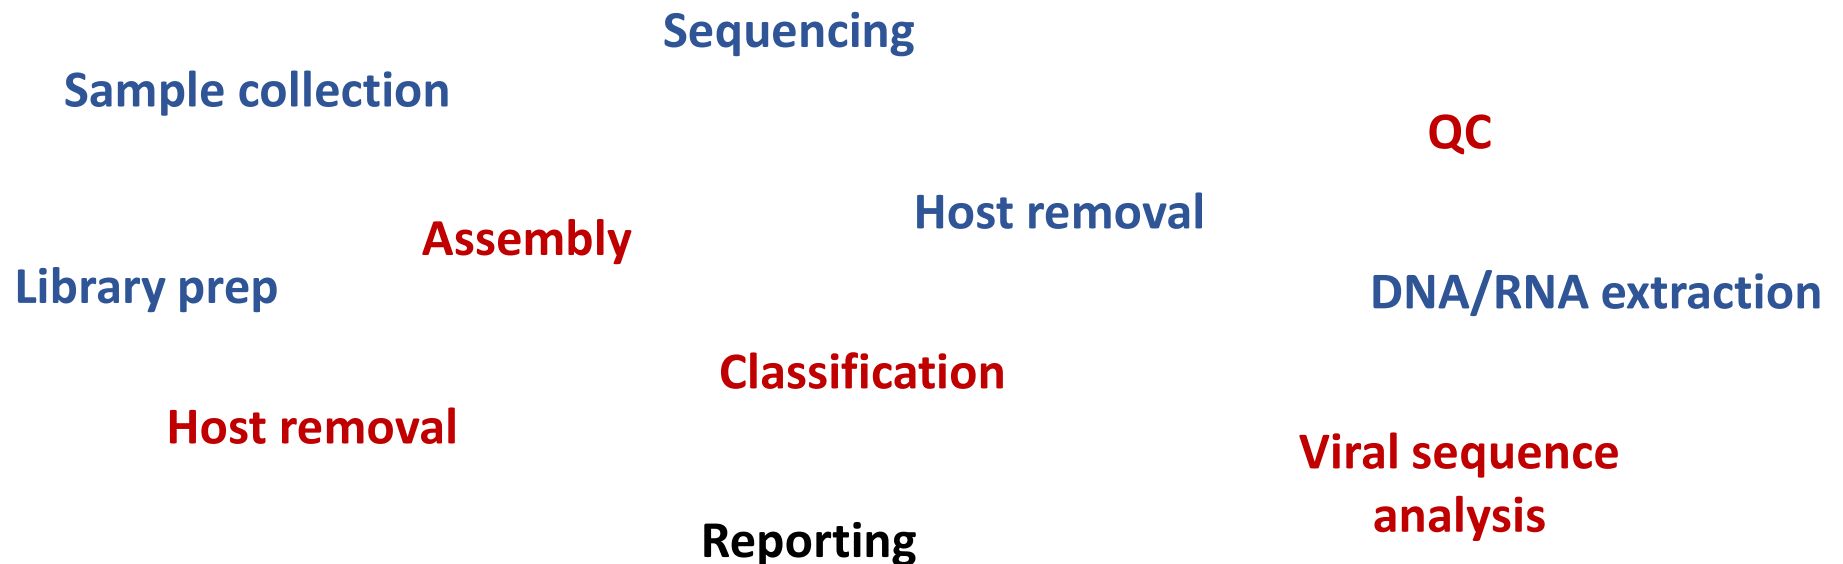 Sequencing
Sample collection
QC
Host removal
Assembly
Library prep
DNA/RNA extraction
Classification
Host removal
Viral sequence
analysis
Reporting